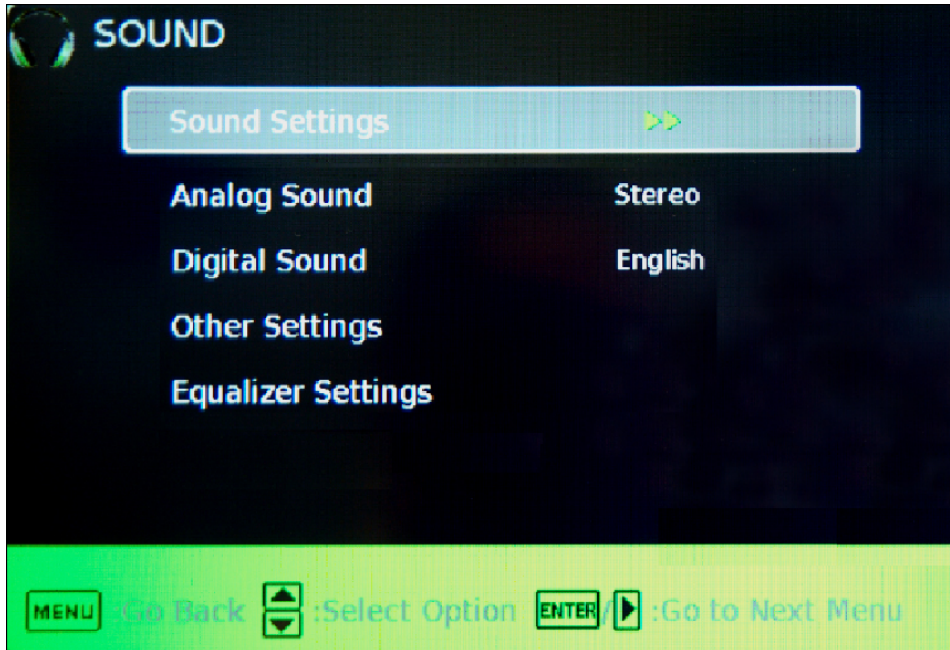 SOUND
Sound Settings
Analog Sound Stereo
Digital Sound English
Other Settings
Equalizer Settings
MENU :Go Back :Select Option ENTER/ :Go to Next Menu